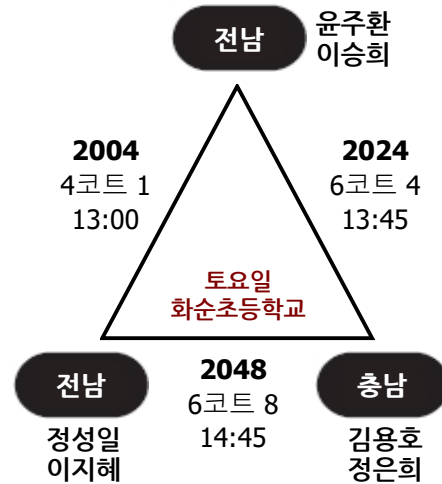 전남
윤주환
이승희
2004
4코트 1
13:00
2024
6코트 4
13:45
토요일
화순초등학교
전남
정성일
이지혜
2048
6코트 8
14:45
충남
김용호
정은희